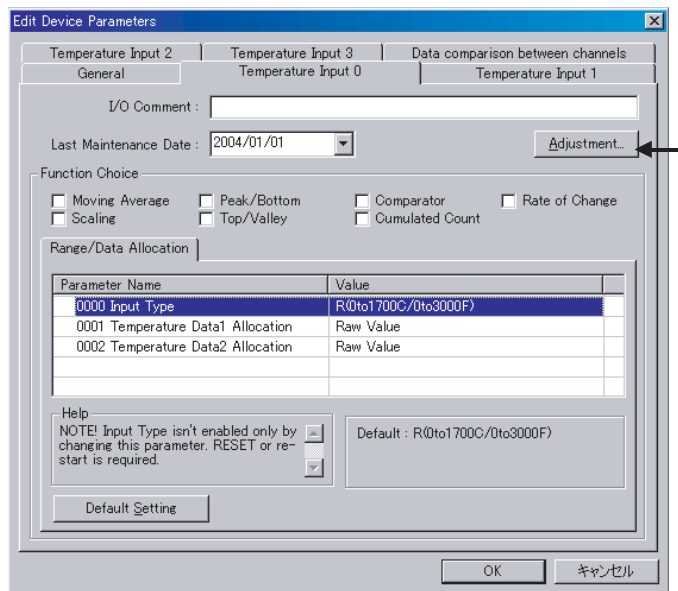 Edit Device Parameters
Temperature Input 2
Temperature Input 3
Data comparison between channels
General
Temperature Input 0
Temperature Input 1
I/O Comment :
Last Maintenance Date :
2004/01/01
Adjustment...
Function Choice
Moving Average
Peak/Bottom
Comparator
Rate of Change
Scaling
Top/Valley
Cumulated Count
Range/Data Allocation
Parameter Name
Value
0000 Input Type
R(0to1700C/0to3000F)
0001 Temperature Data1 Allocation
Raw Value
0002 Temperature Data2 Allocation
Raw Value
Help
NOTE! Input Type isn't enabled only by
changing this parameter. RESET or re-
start is required.
Default : R(0to1700C/0to3000F)
Default Setting
OK
キャンセル